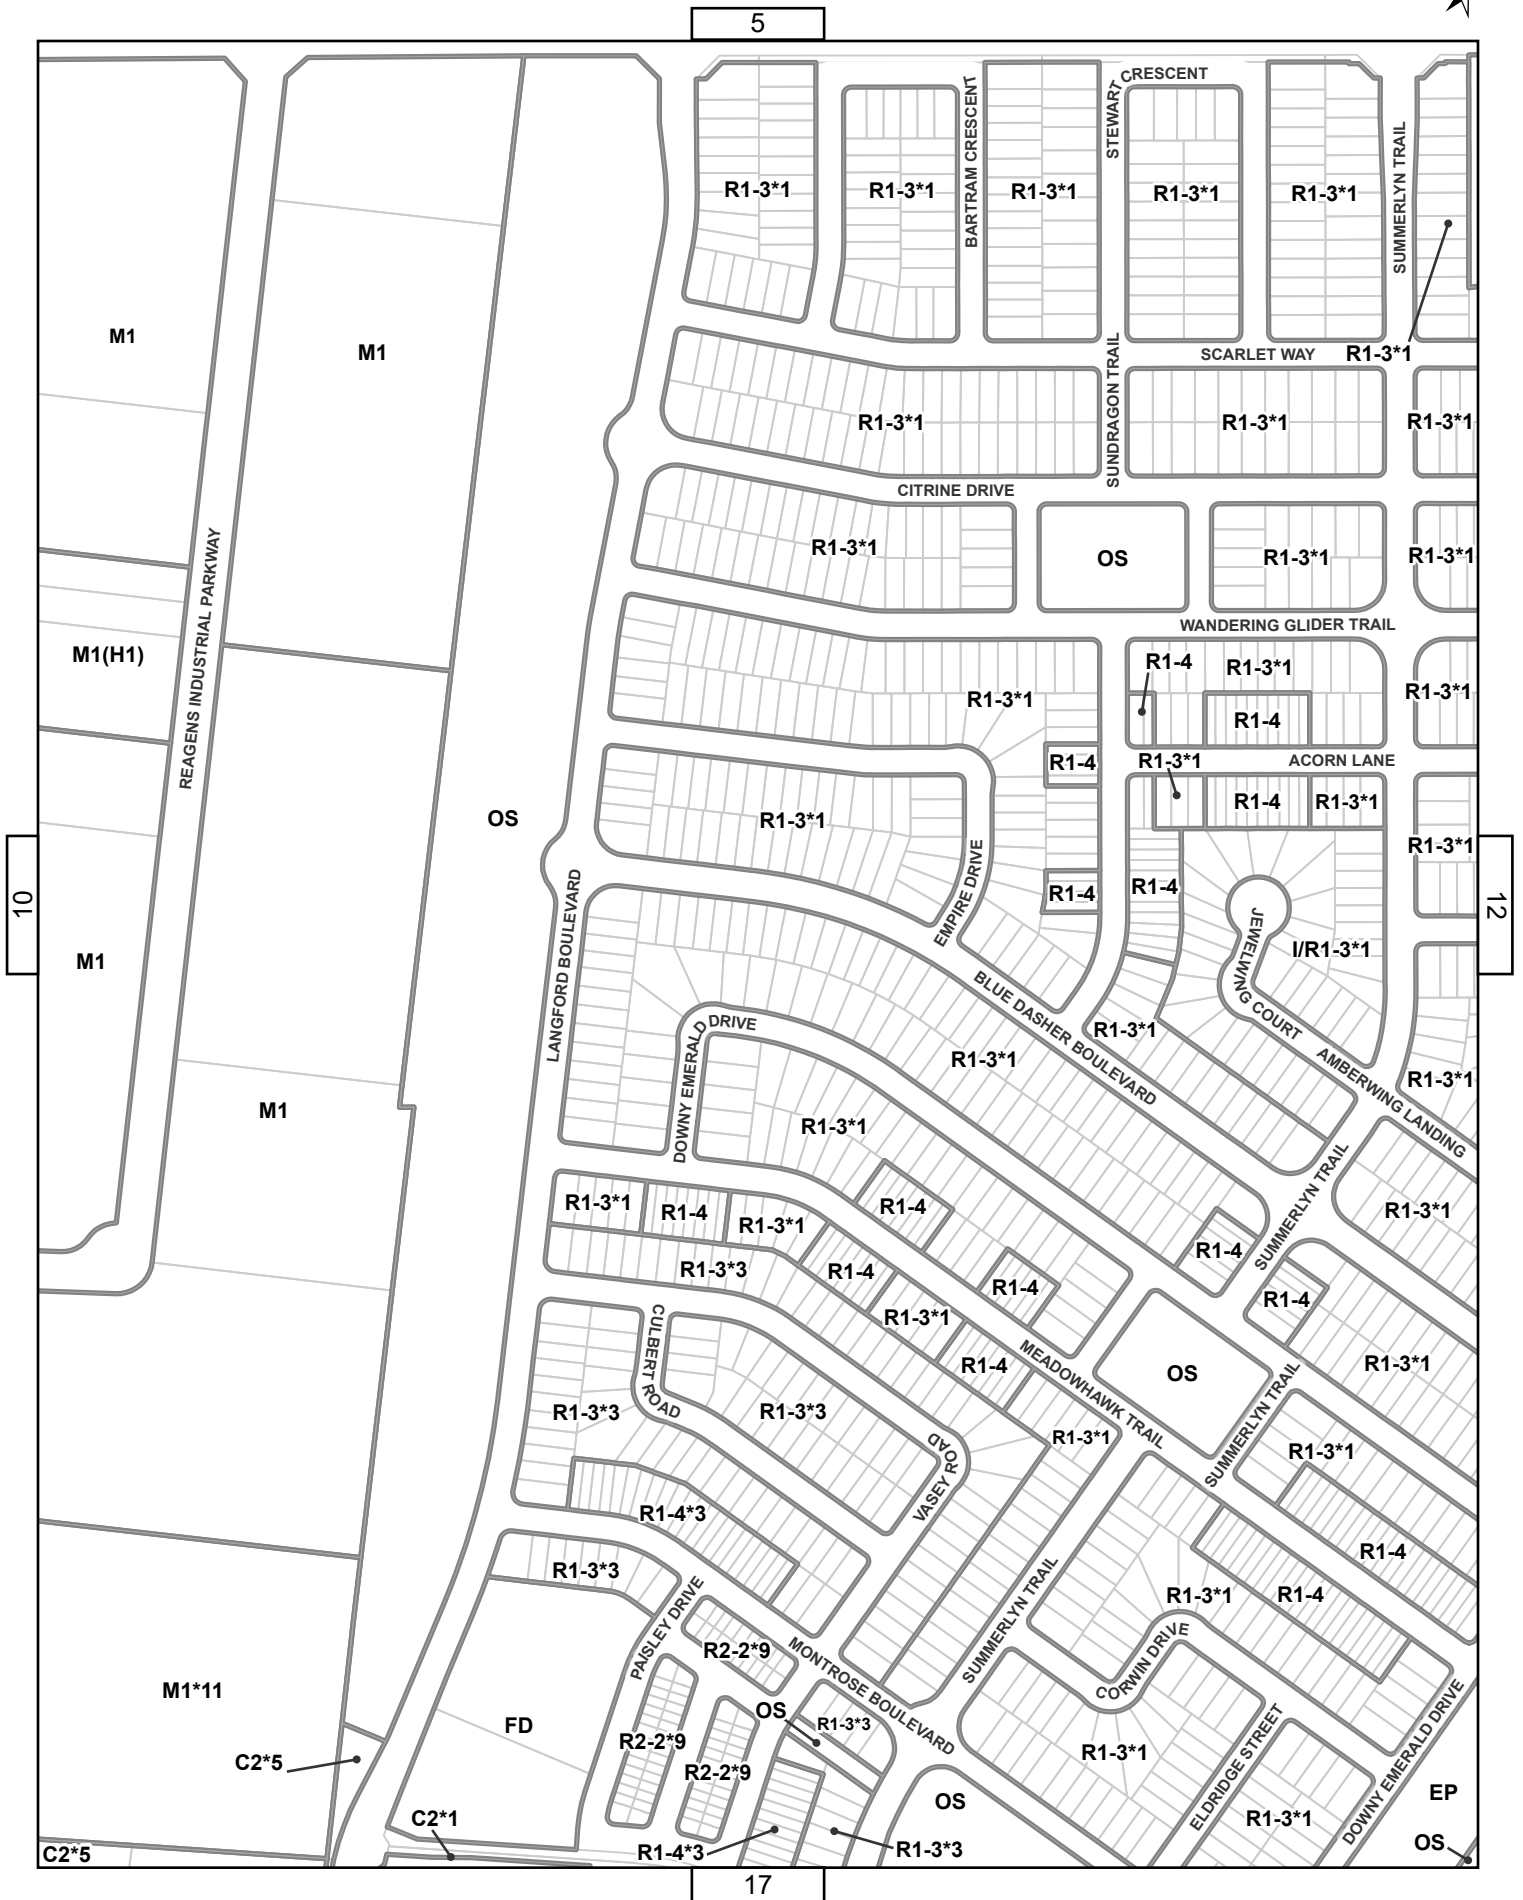 5
CRESCENT
STEWART
BARTRAM CRESCENT
SUMMERLYN TRAIL
R1-3*1
R1-3*1
R1-3*1
R1-3*1
R1-3*1
M1
M1
SCARLET WAY
R1-3*1
SUNDRAGON TRAIL
R1-3*1
R1-3*1
R1-3*1
CITRINE DRIVE
R1-3*1
OS
R1-3*1
R1-3*1
REAGENS INDUSTRIAL PARKWAY
WANDERING GLIDER TRAIL
M1(H1)
R1-4
R1-3*1
R1-3*1
R1-3*1
R1-4
R1-4
R1-3*1
ACORN LANE
R1-4
R1-3*1
OS
R1-3*1
R1-3*1
EMPIRE DRIVE
R1-4
R1-4
10
12
LANGFORD BOULEVARD
JEWELWING COURT
I/R1-3*1
M1
BLUE DASHER BOULEVARD
DOWNY EMERALD DRIVE
R1-3*1
R1-3*1
AMBERWING LANDING
R1-3*1
M1
R1-3*1
SUMMERLYN TRAIL
R1-3*1
R1-4
R1-3*1
R1-4
R1-3*1
R1-4
R1-3*3
R1-4
R1-4
R1-4
R1-3*1
CULBERT ROAD
MEADOWHAWK TRAIL
R1-4
OS
R1-3*1
SUMMERLYN TRAIL
R1-3*3
R1-3*3
R1-3*1
R1-3*1
VASEY ROAD
R1-4*3
R1-4
R1-3*3
R1-3*1
R1-4
SUMMERLYN TRAIL
PAISLEY DRIVE
MONTROSE BOULEVARD
R2-2*9
CORWIN DRIVE
M1*11
OS
R1-3*3
FD
R2-2*9
R1-3*1
ELDRIDGE STREET
DOWNY EMERALD DRIVE
C2*5
R2-2*9
OS
EP
C2*1
R1-3*1
OS
C2*5
R1-4*3
R1-3*3
17